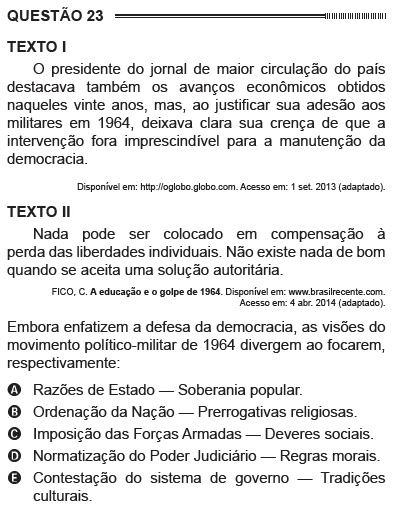 QUESTÃO 23
TEXTO I
O presidente do jornal de maior circulação do país
destacava também os avanços econômicos obtidos
naqueles vinte anos, mas, ao justificar sua adesão aos
militares em 1964, deixava clara sua crença de que a
intervenção fora imprescindível para a manutenção da
democracia.
Disponível em: http://oglobo.globo.com. Acesso em: 1 set. 2013 (adaptado).
TEXTO II
Nada pode ser colocado em compensação à
perda das liberdades individuais. Não existe nada de bom
quando se aceita uma solução autoritária.
FICO, C. A educação e o golpe de 1964. Disponível em: www.brasilrecente.com.
Acesso em: 4 abr. 2014 (adaptado).
Embora enfatizem a defesa da democracia, as visões do
movimento político-militar de 1964 divergem ao focarem,
respectivamente:
A Razões de Estado — Soberania popular.
B Ordenação da Nação — Prerrogativas religiosas.
C Imposição das Forças Armadas — Deveres sociais.
D Normatização do Poder Judiciário — Regras morais.
E Contestação do sistema de governo — Tradições
culturais.